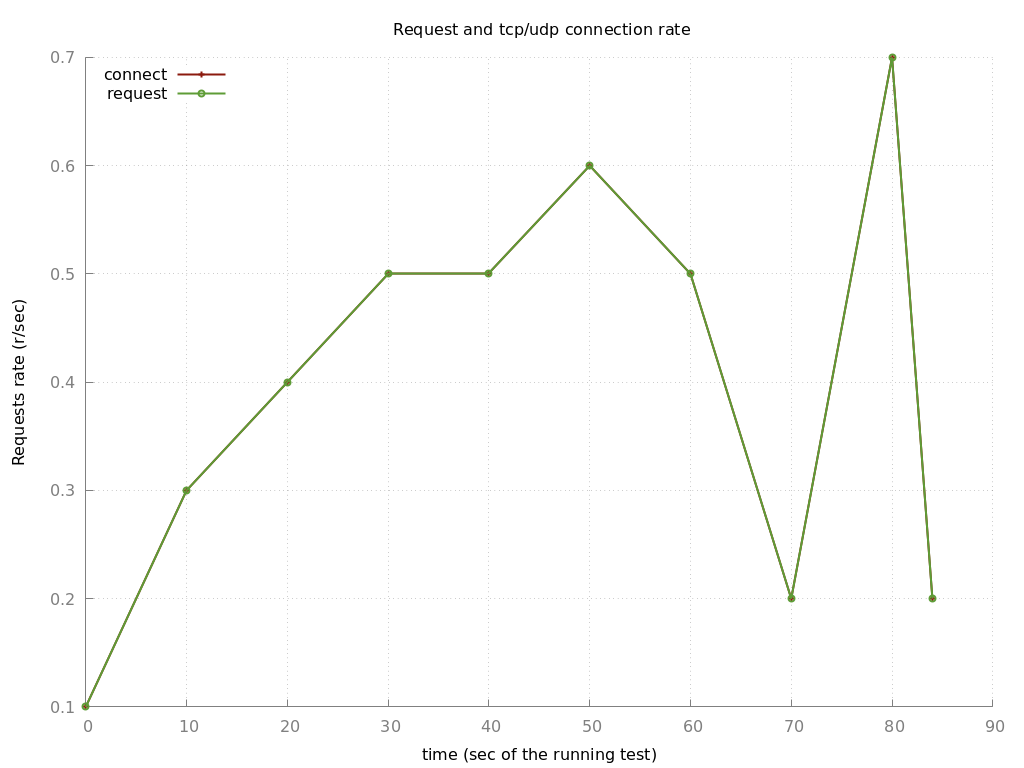 Request and tcp/udp connection rate
connect
request
0.7
0.6
0.5
0.4
0.3
0.2
0.1
Requests rate (r/sec)
0 10 20 30 40 50 60 70 80 90
time (sec of the running test)